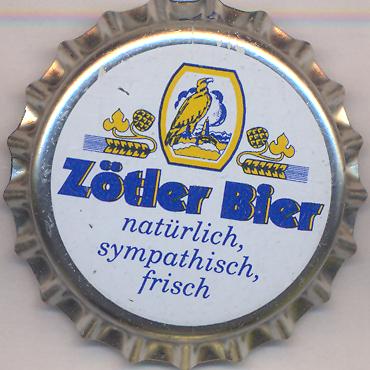 Zötler Bier
natürlich,
sympathisch,
frisch